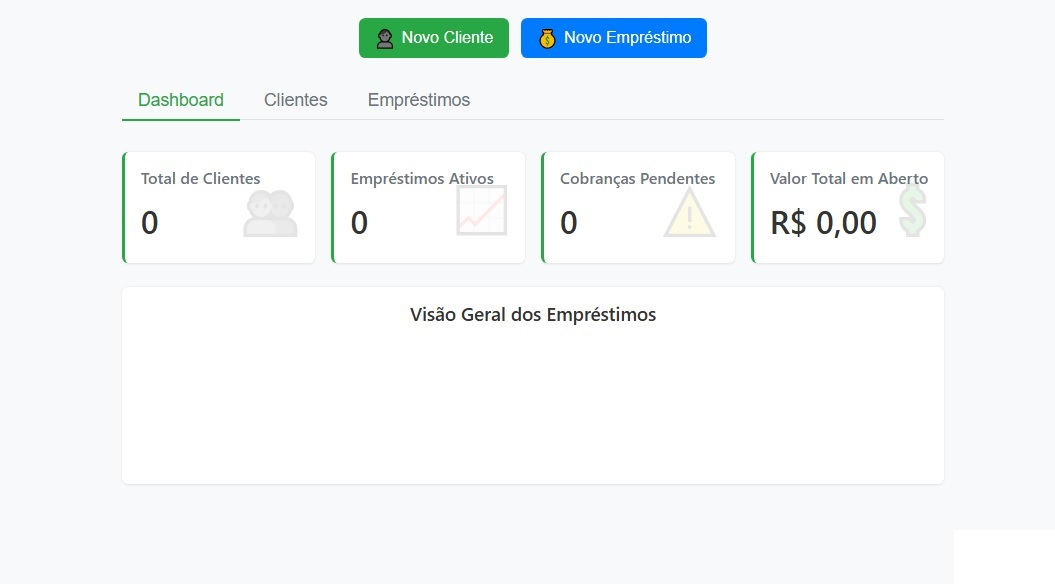 Novo Cliente
Novo Empréstimo
Dashboard
Clientes
Empréstimos
Total de Clientes
0
Empréstimos Ativos
0
Cobranças Pendentes
0
Valor Total em Aberto
R$ 0,00
Visão Geral dos Empréstimos